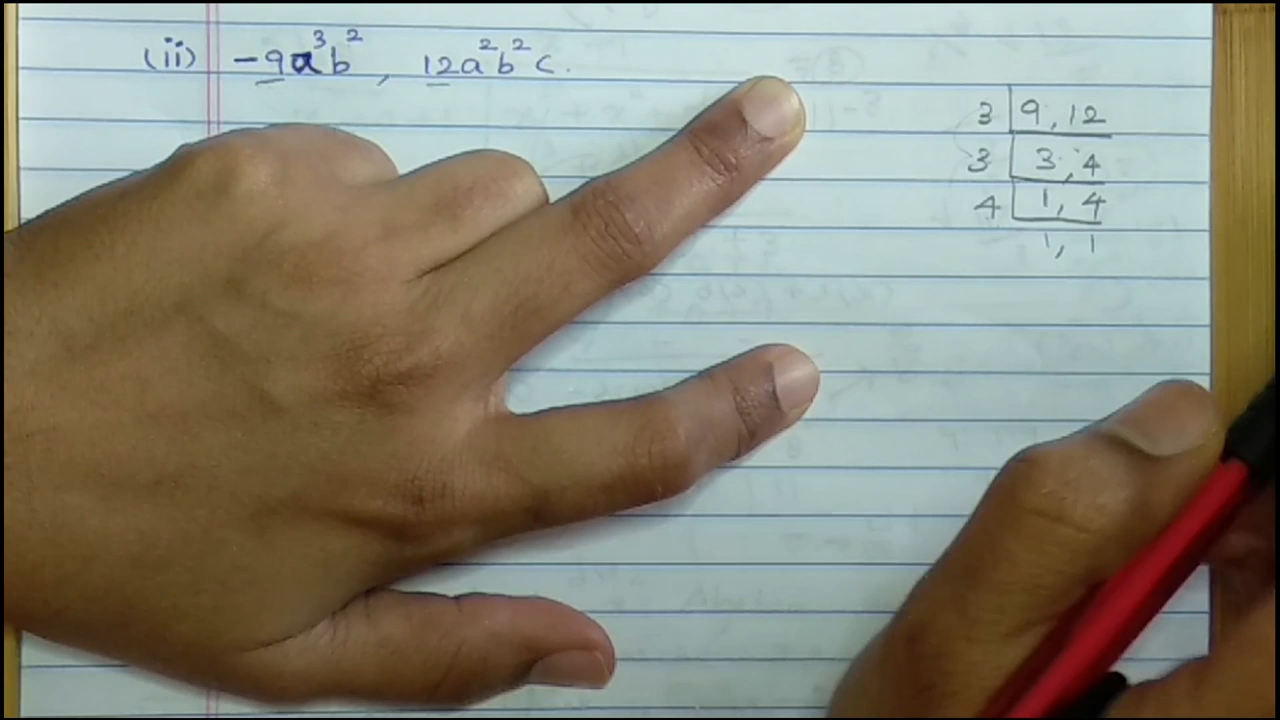 (ii) -9a³b², 12a²b²c.
3 | 9, 12
3 | 3, 4
4 | 1, 4
1, 1